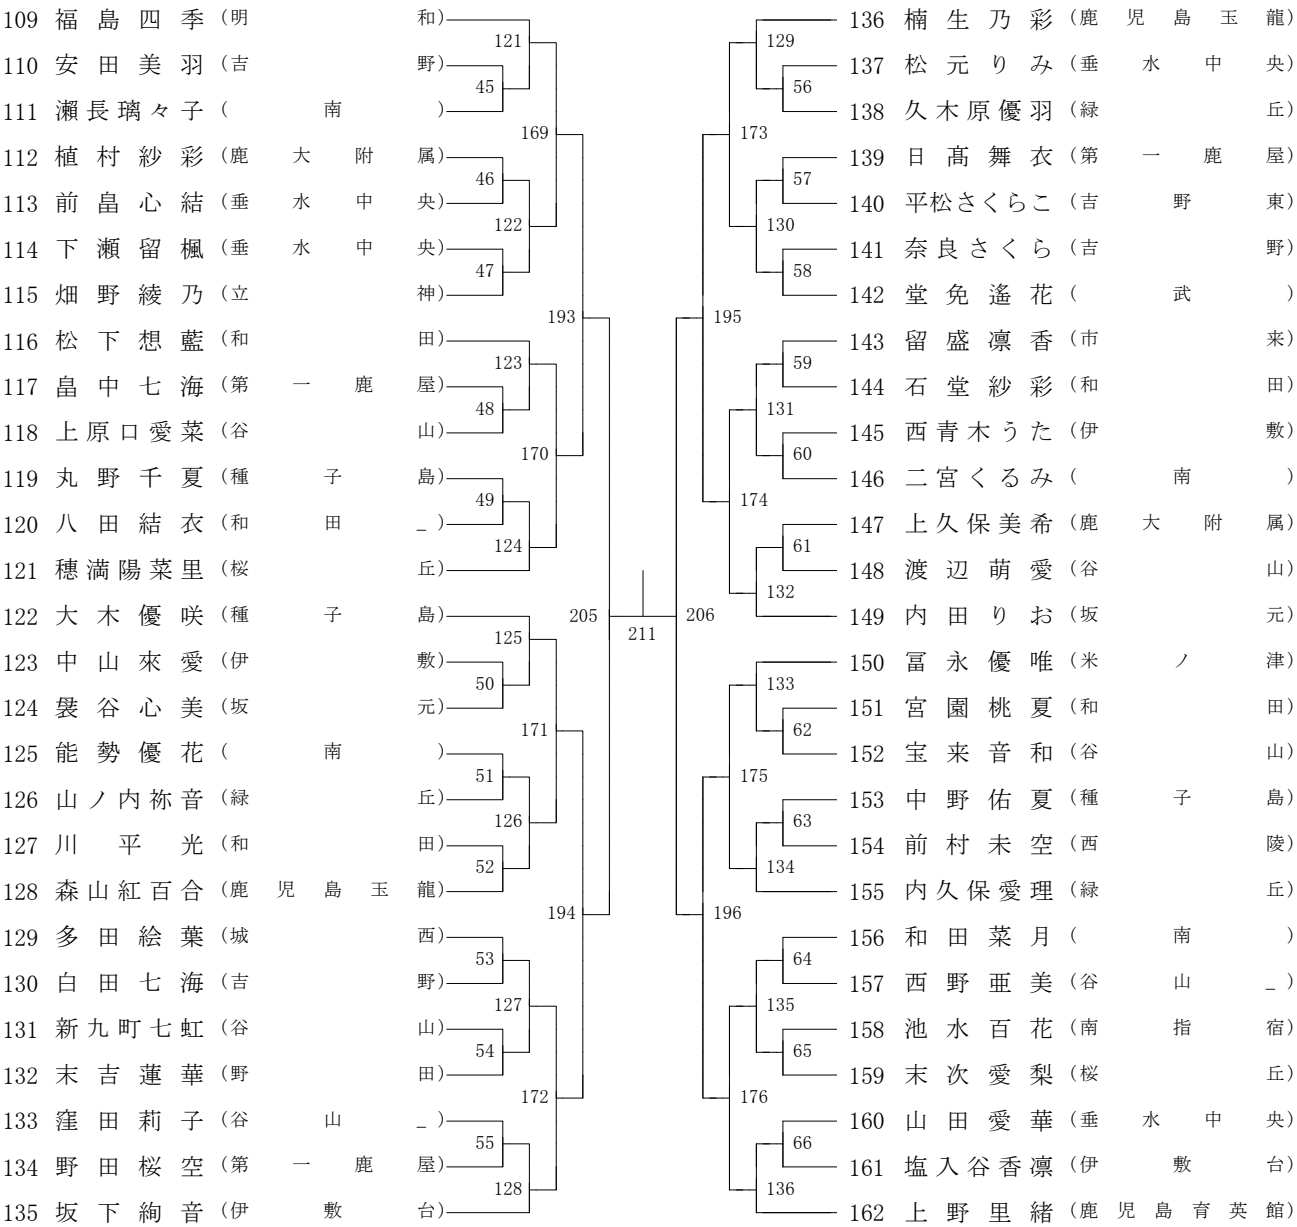 109 福島四季 (明和)
121
110 安田美羽 (吉野)
45
111 瀬長璃々子 (南)
169
112 植村紗彩 (鹿大附属)
46
113 前畠心結 (垂水中央)
122
114 下瀬留楓 (垂水中央)
47
115 畑野綾乃 (立神)
193
116 松下想藍 (和田)
123
117 畠中七海 (第一鹿屋)
48
118 上原口愛菜 (谷山)
170
119 丸野千夏 (種子島)
49
120 八田結衣 (和田_)
124
121 穂満陽菜里 (桜丘)
205
122 大木優咲 (種子島)
125
123 中山來愛 (伊敷)
50
124 袰谷心美 (坂元)
171
125 能勢優花 (南)
51
126 山ノ内祢音 (緑丘)
126
127 川平光 (和田)
52
128 森山紅百合 (鹿児島玉龍)
194
129 多田絵葉 (城西)
53
130 白田七海 (吉野)
127
131 新九町七虹 (谷山)
54
132 末吉蓮華 (野田)
172
133 窪田莉子 (谷山_)
55
134 野田桜空 (第一鹿屋)
128
135 坂下絢音 (伊敷台)
211
136 楠生乃彩 (鹿児島玉龍)
129
137 松元りみ (垂水中央)
56
138 久木原優羽 (緑丘)
173
139 日髙舞衣 (第一鹿屋)
57
140 平松さくらこ (吉野東)
130
141 奈良さくら (吉野)
58
142 堂免遙花 (武)
195
143 留盛凛香 (市来)
59
144 石堂紗彩 (和田)
131
145 西青木うた (伊敷)
60
146 二宮くるみ (南)
174
147 上久保美希 (鹿大附属)
61
148 渡辺萌愛 (谷山)
132
149 内田りお (坂元)
206
150 冨永優唯 (米ノ津)
133
151 宮園桃夏 (和田)
62
152 宝来音和 (谷山)
175
153 中野佑夏 (種子島)
63
154 前村未空 (西陵)
134
155 内久保愛理 (緑丘)
196
156 和田菜月 (南)
64
157 西野亜美 (谷山_)
135
158 池水百花 (南指宿)
65
159 末次愛梨 (桜丘)
176
160 山田愛華 (垂水中央)
66
161 塩入谷香凛 (伊敷台)
136
162 上野里緒 (鹿児島育英館)